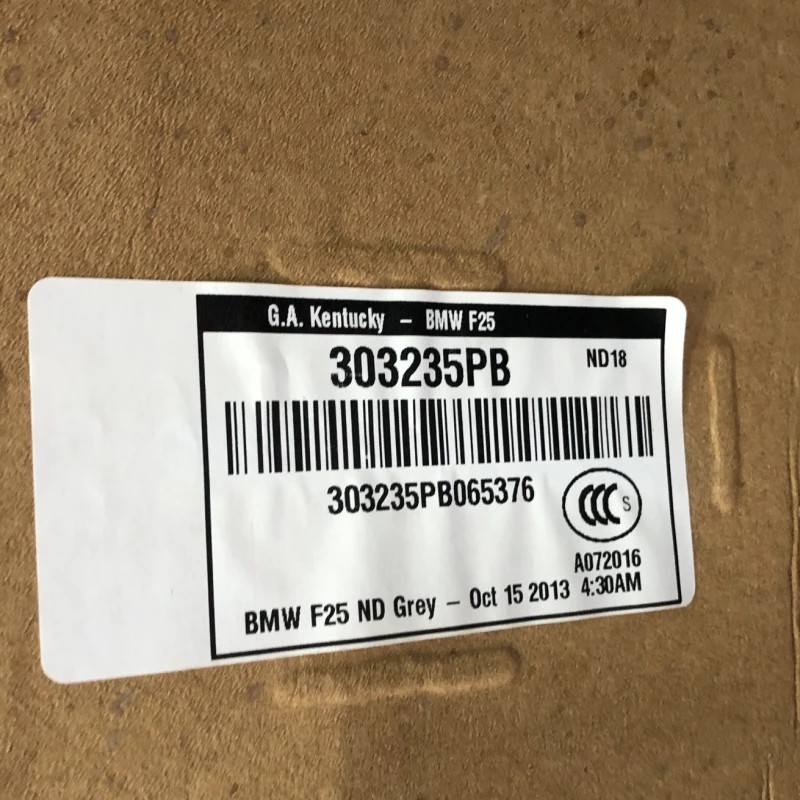 G.A. Kentucky – BMW F25
303235PB
ND18
303235PB065376
CCC S
A072016
BMW F25 ND Grey – Oct 15 2013 4:30AM